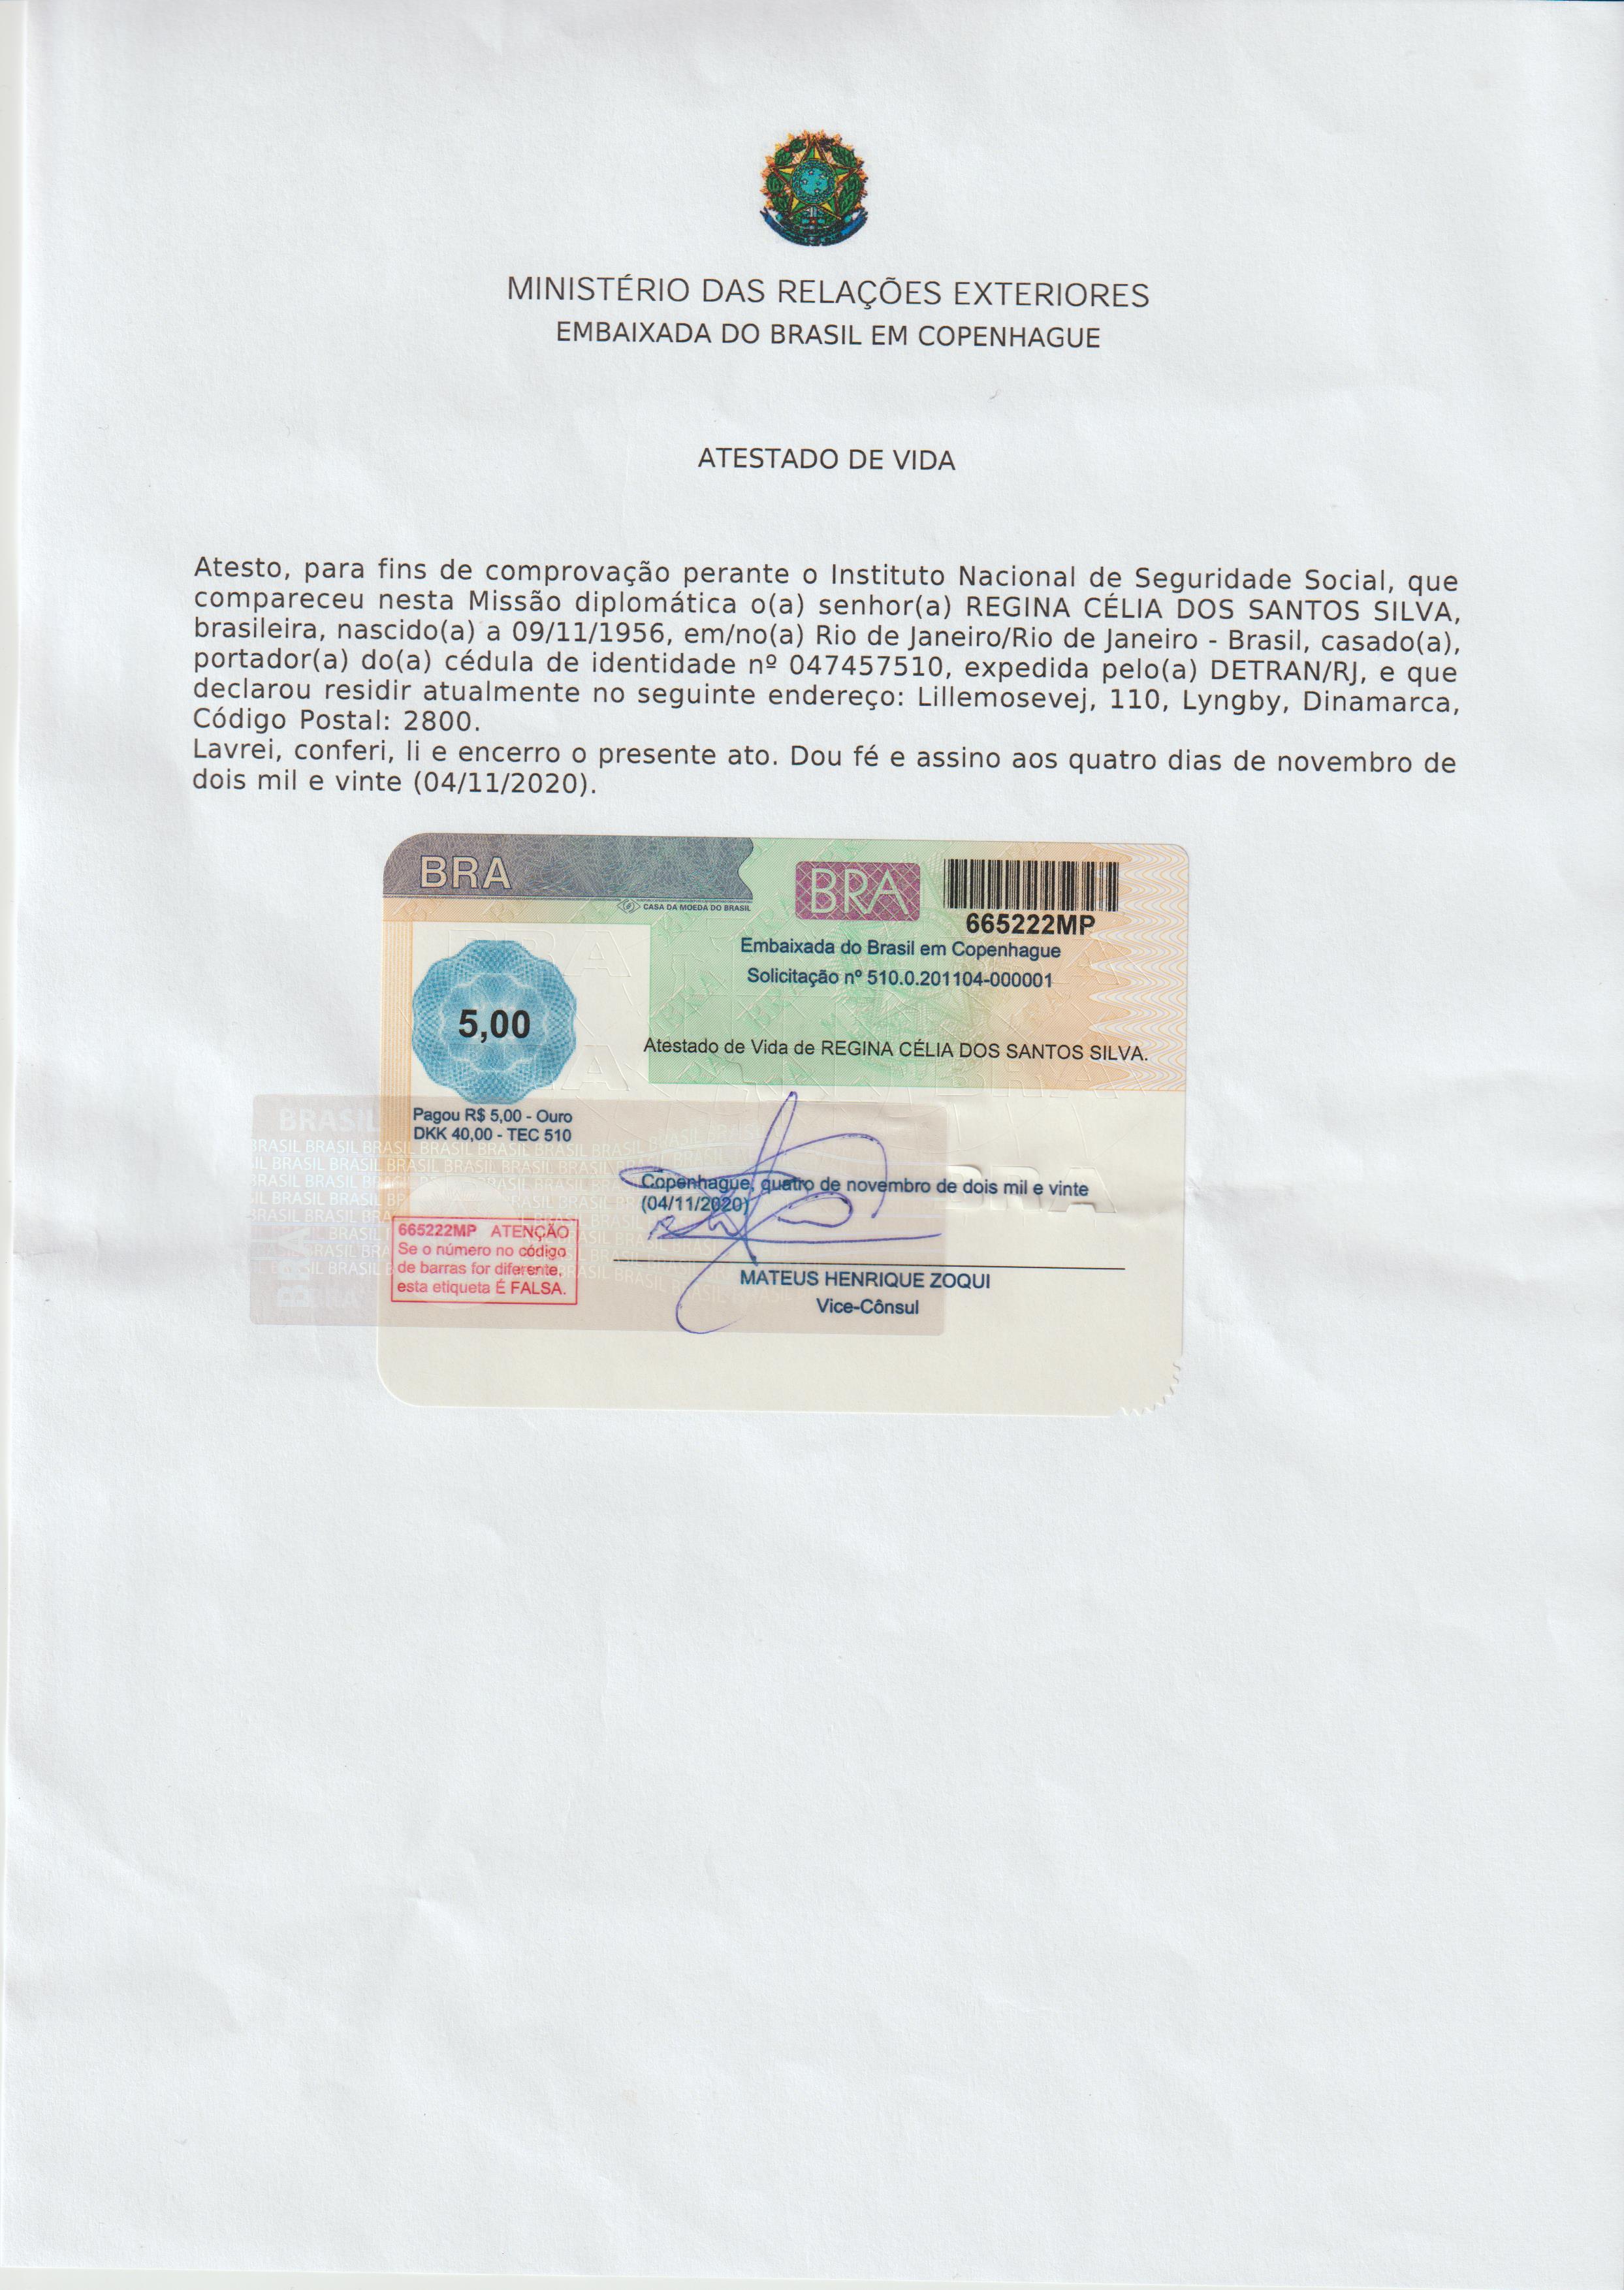 MINISTÉRIO DAS RELAÇÕES EXTERIORES
EMBAIXADA DO BRASIL EM COPENHAGUE
ATESTADO DE VIDA
Atesto, para fins de comprovação perante o Instituto Nacional de Seguridade Social, que
compareceu nesta Missão diplomática o(a) senhor(a) REGINA CÉLIA DOS SANTOS SILVA,
brasileira, nascido(a) a 09/11/1956, em/no(a) Rio de Janeiro/Rio de Janeiro - Brasil, casado(a),
portador(a) do(a) cédula de identidade nº 047457510, expedida pelo(a) DETRAN/RJ, e que
declarou residir atualmente no seguinte endereço: Lillemosevej, 110, Lyngby, Dinamarca,
Código Postal: 2800.
Lavrei, conferi, li e encerro o presente ato. Dou fé e assino aos quatro dias de novembro de
dois mil e vinte (04/11/2020).
BRA
CASA DA MOEDA DO BRASIL
BRA
665222MP
Embaixada do Brasil em Copenhague
Solicitação nº 510.0.201104-000001
5,00
Atestado de Vida de REGINA CÉLIA DOS SANTOS SILVA.
Pagou R$ 5,00 - Ouro
DKK 40,00 - TEC 510
BRASIL
Copenhague, quatro de novembro de dois mil e vinte
(04/11/2020)
BRA
665222MP ATENÇÃO
Se o número no código
de barras for diferente,
esta etiqueta É FALSA.
MATEUS HENRIQUE ZOQUI
Vice-Cônsul